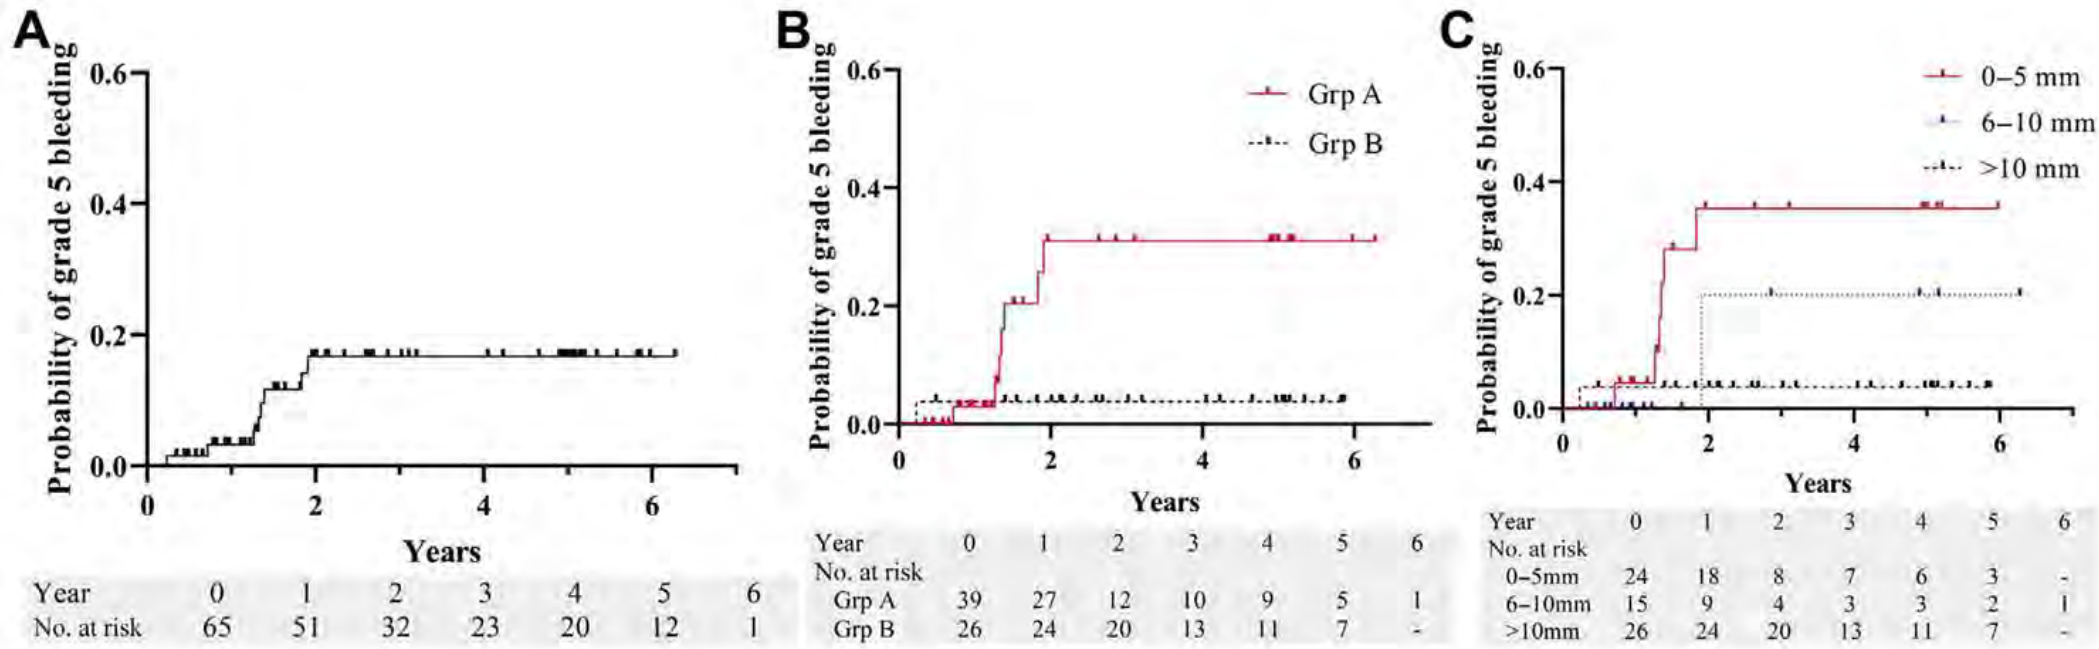 A
Probability of grade 5 bleeding
0.6
0.4
0.2
0.0
0 2 4 6
Years
Year 0 1 2 3 4 5 6
No. at risk 65 51 32 23 20 12 1
B
Probability of grade 5 bleeding
0.6
0.4
0.2
0.0
0 2 4 6
Grp A
Grp B
Years
Year 0 1 2 3 4 5 6
No. at risk
Grp A 39 27 12 10 9 5 1
Grp B 26 24 20 13 11 7 -
C
Probability of grade 5 bleeding
0.6
0.4
0.2
0.0
0 2 4 6
0–5 mm
6–10 mm
>10 mm
Years
Year 0 1 2 3 4 5 6
No. at risk
0–5mm 24 18 8 7 6 3 -
6–10mm 15 9 4 3 3 2 1
>10mm 26 24 20 13 11 7 -